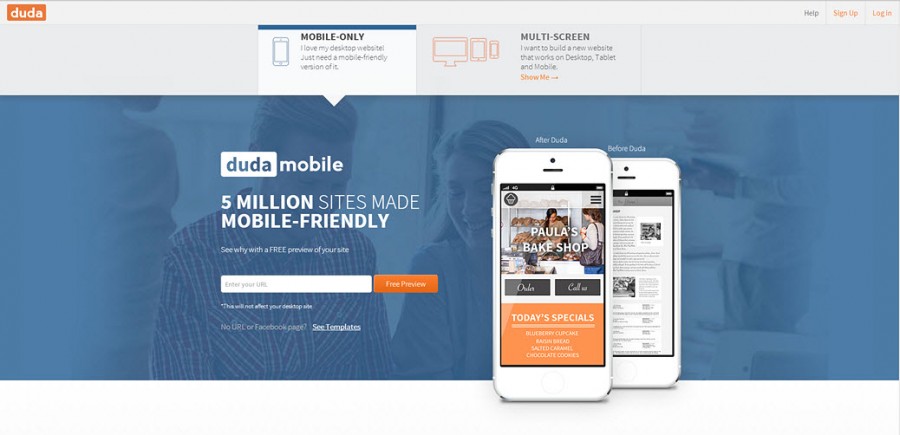 duda
Help
Sign Up
Log In
MOBILE-ONLY
I love my desktop website!
Just need a mobile-friendly
version of it.
MULTI-SCREEN
I want to build a new website
that works on Desktop, Tablet
and Mobile.
Show Me →
duda mobile
5 MILLION SITES MADE
MOBILE-FRIENDLY
See why with a FREE preview of your site
Enter your URL
Free Preview
*This will not affect your desktop site
No URL or Facebook page? See Templates
After Duda
Before Duda
4G
PAULA'S
BAKE SHOP
Order
Call us
TODAY'S SPECIALS
BLUEBERRY CUPCAKE
RAISIN BREAD
SALTED CARAMEL
CHOCOLATE COOKIES